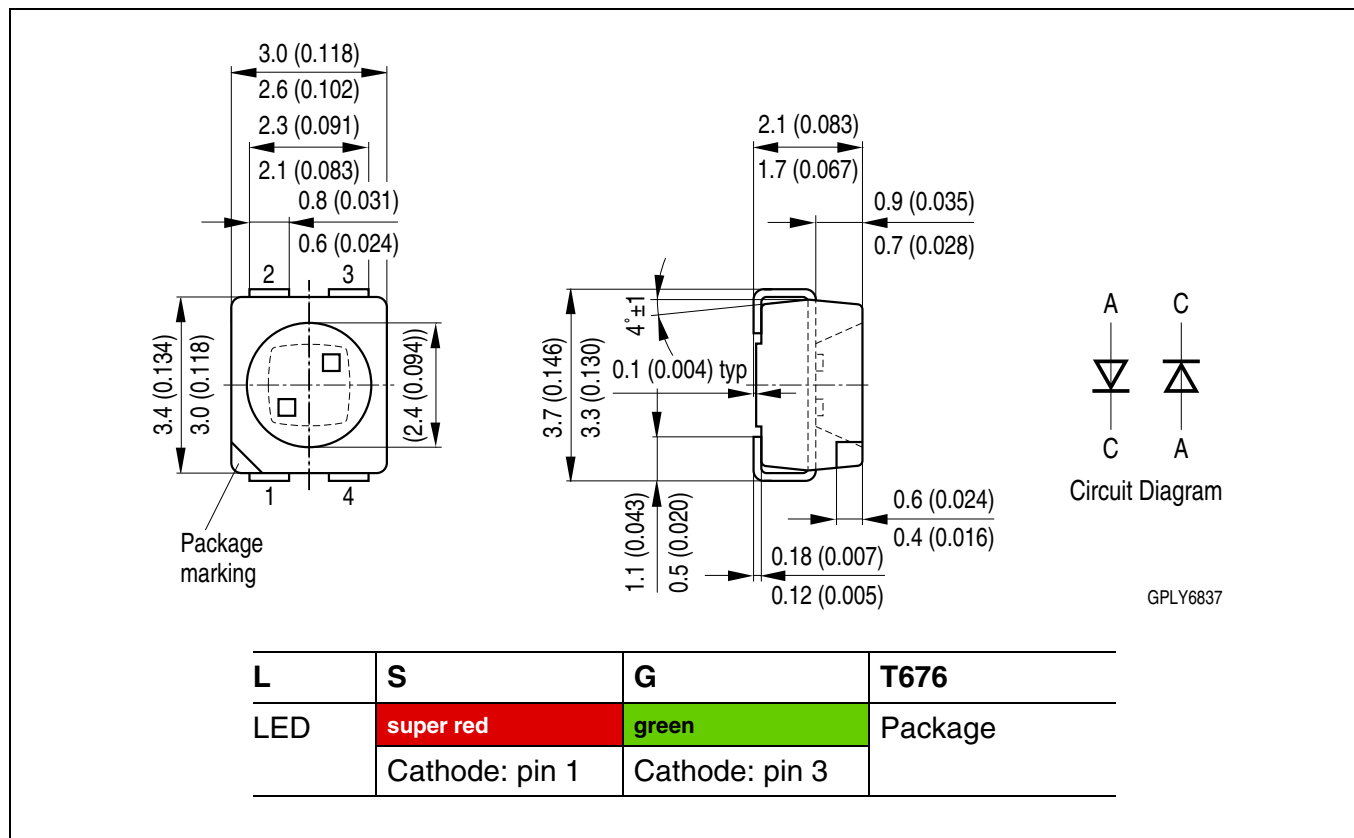 3.0 (0.118)
2.6 (0.102)
2.3 (0.091)
2.1 (0.083)
0.8 (0.031)
0.6 (0.024)
2
3
3.4 (0.134)
3.0 (0.118)
(2.4 (0.094))
1
4
Package
marking
2.1 (0.083)
1.7 (0.067)
0.9 (0.035)
0.7 (0.028)
4°±1
0.1 (0.004) typ
3.7 (0.146)
3.3 (0.130)
1.1 (0.043)
0.5 (0.020)
0.6 (0.024)
0.4 (0.016)
0.18 (0.007)
0.12 (0.005)
A C
C A
Circuit Diagram
GPLY6837
L S G T676
LED super red green Package
Cathode: pin 1 Cathode: pin 3